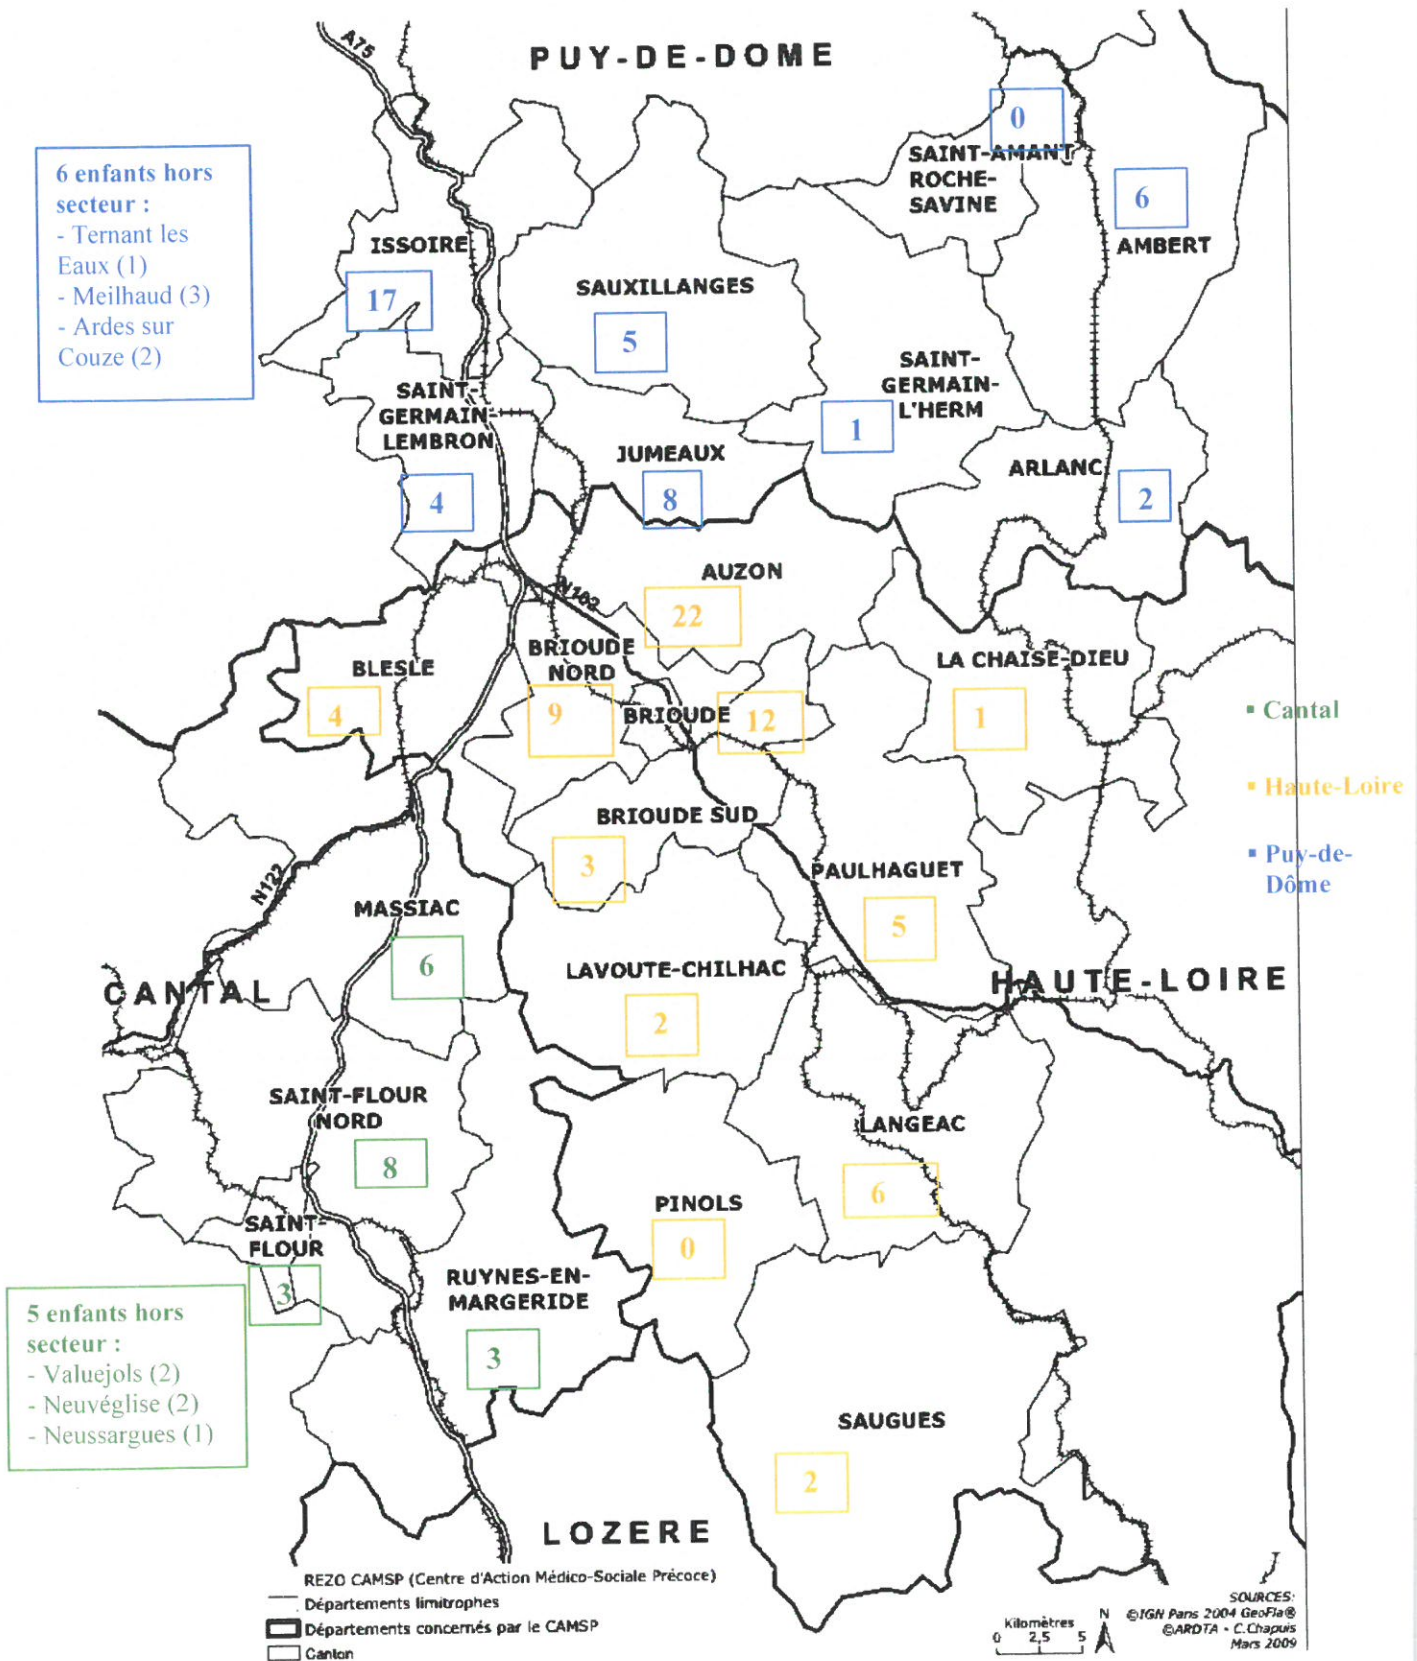 A75
PUY-DE-DOME
0
SAINT-AMANT
ROCHE-
SAVINE
6
AMBERT
6 enfants hors
secteur :
- Ternant les
Eaux (1)
- Meilhaud (3)
- Ardes sur
Couze (2)
ISSOIRE
17
SAUXILLANGES
5
SAINT-
GERMAIN-
L'HERM
1
SAINT-
GERMAIN-
LEMBRON
4
JUMEAUX
8
ARLANC
2
AUZON
22
N102
BRIOUDE
NORD
9
BLESLE
4
BRIOUDE
12
LA CHAISE-DIEU
1
▪ Cantal
▪ Haute-Loire
▪ Puy-de-
Dôme
BRIOUDE SUD
3
PAULHAGUET
5
N122
MASSIAC
6
LAVOUTE-CHILHAC
2
CANTAL
HAUTE-LOIRE
SAINT-FLOUR
NORD
8
LANGEAC
6
PINOLS
0
SAINT-
FLOUR
3
RUYNES-EN-
MARGERIDE
3
5 enfants hors
secteur :
- Valuejols (2)
- Neuvéglise (2)
- Neussargues (1)
SAUGUES
2
LOZERE
REZO CAMSP (Centre d'Action Médico-Sociale Précoce)
Départements limitrophes
Départements concernés par le CAMSP
Canton
Kilomètres
0 2,5 5
N
SOURCES:
©IGN Paris 2004 GeoFla®
©ARDTA - C.Chapuis
Mars 2009